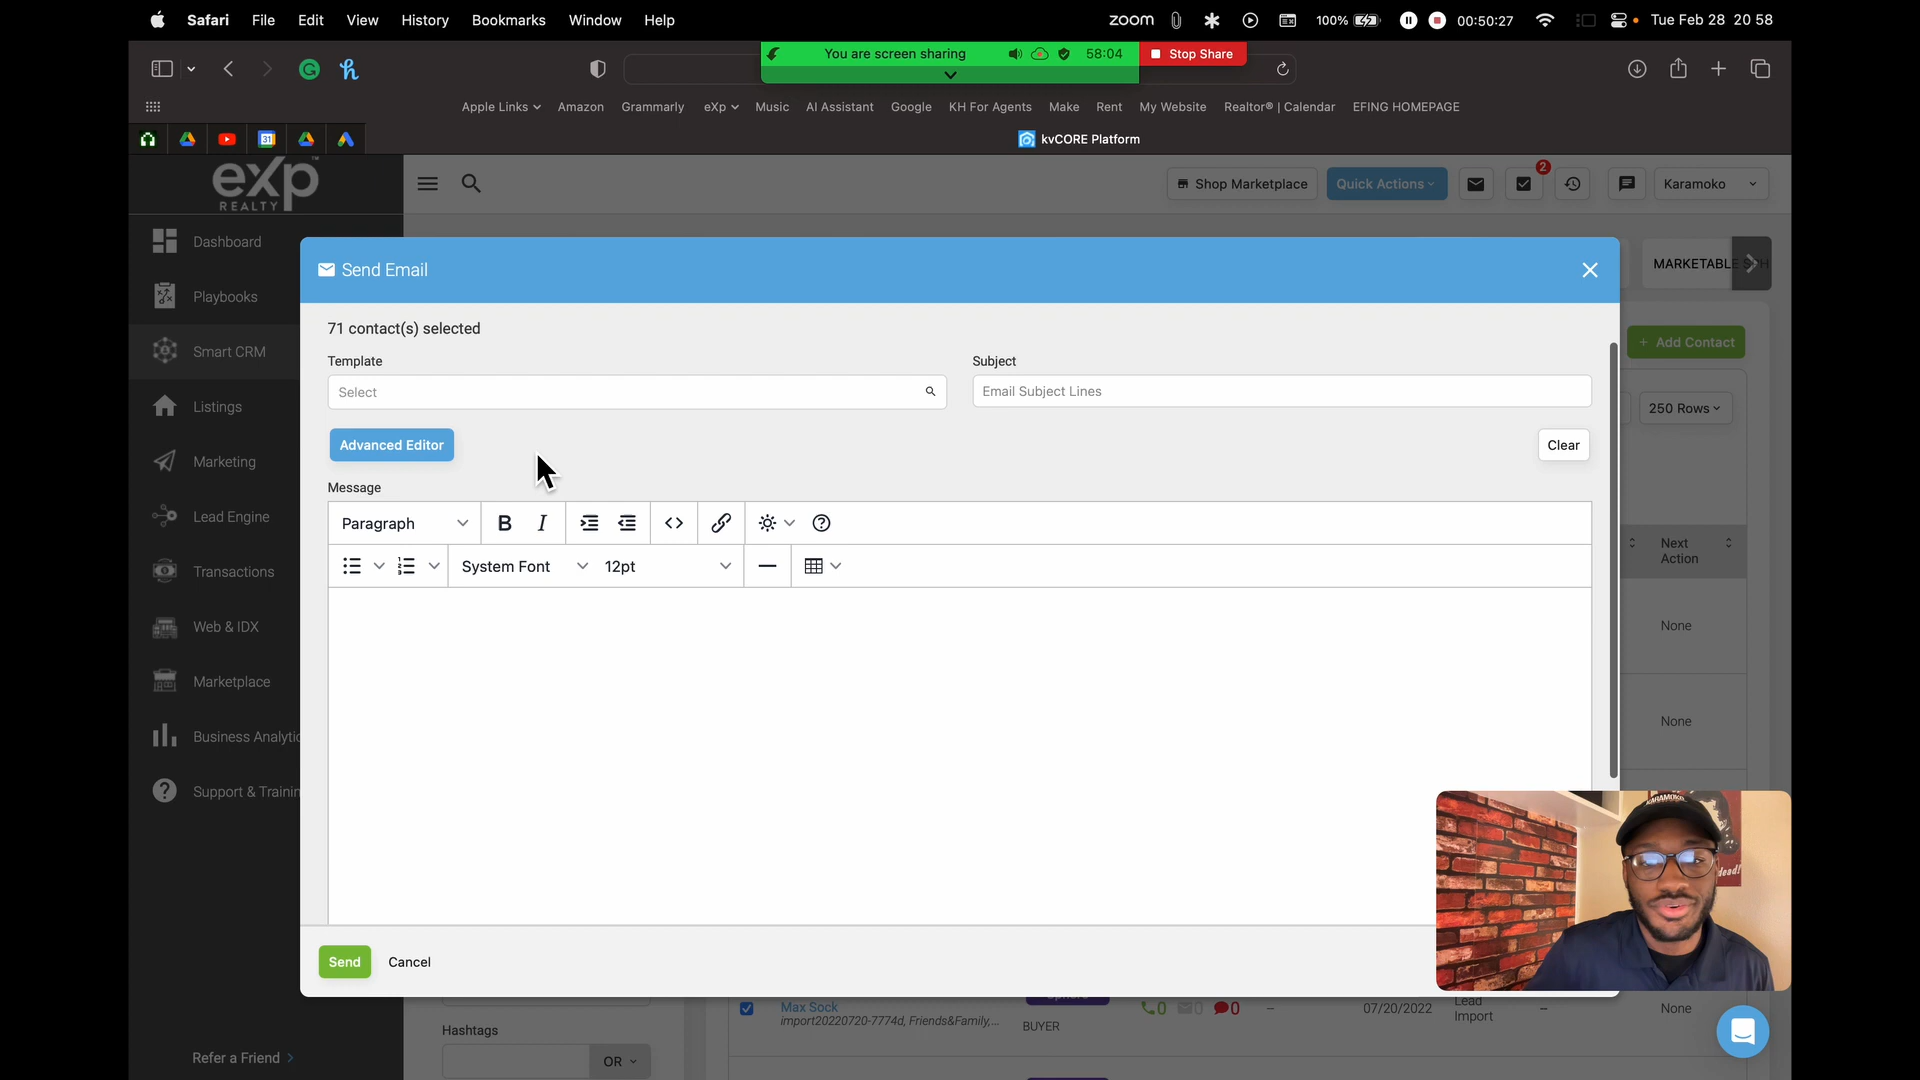 Safari File Edit View History Bookmarks Window Help zoom 100% 00:50:27 Tue Feb 28 20 58
You are screen sharing 58:04 Stop Share
Apple Links Amazon Grammarly eXp Music AI Assistant Google KH For Agents Make Rent My Website Realtor® | Calendar EFING HOMEPAGE
31 kvCORE Platform
exp
REALTY
Shop Marketplace Quick Actions 2 Karamoko
Dashboard
Playbooks
Smart CRM
Listings
Marketing
Lead Engine
Transactions
Web & IDX
Marketplace
Business Analytic
Support & Trainin
Refer a Friend >
Send Email
71 contact(s) selected
Template Subject
Select Email Subject Lines
Advanced Editor Clear
Message
Paragraph B I
System Font 12pt
Send Cancel
MARKETABLE
+ Add Contact
250 Rows
Next
Action
None
None
KARAMOKO
dead!
Max Sock
import20220720-7774d, Friends&Family,...
BUYER
0 0 0 -- 07/20/2022 Lead
Import -- None
Hashtags
OR